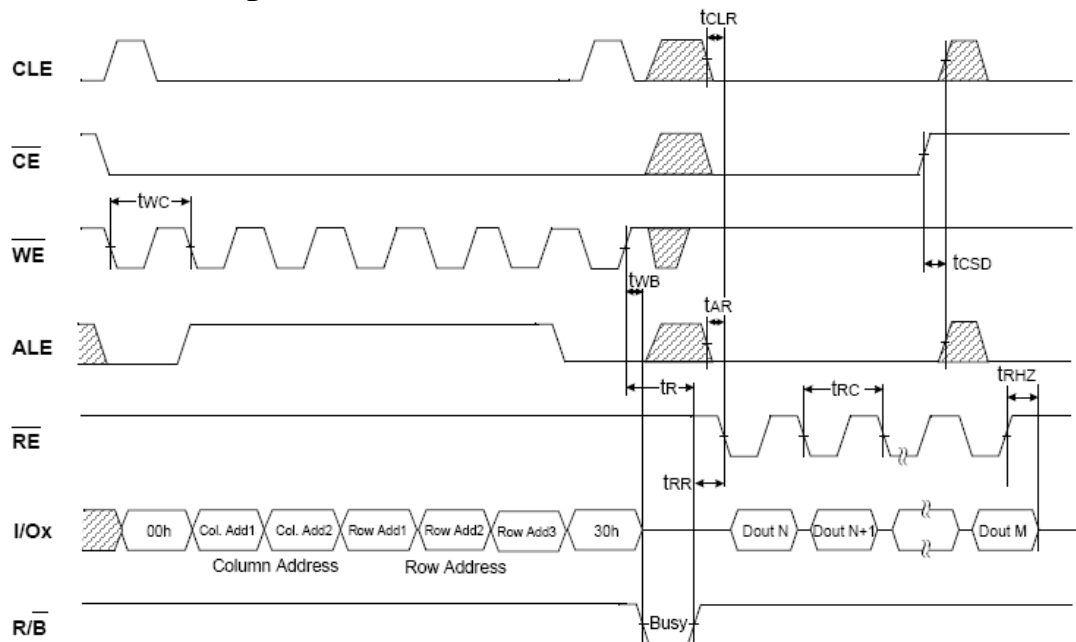 tCLR
CLE
CE
tWC
WE
tCSD
tWB
tAR
ALE
tR
tRC
tRHZ
RE
tRR
I/Ox
00h
Col. Add1
Col. Add2
Row Add1
Row Add2
Row Add3
30h
Dout N
Dout N+1
Dout M
Column Address
Row Address
R/B
Busy